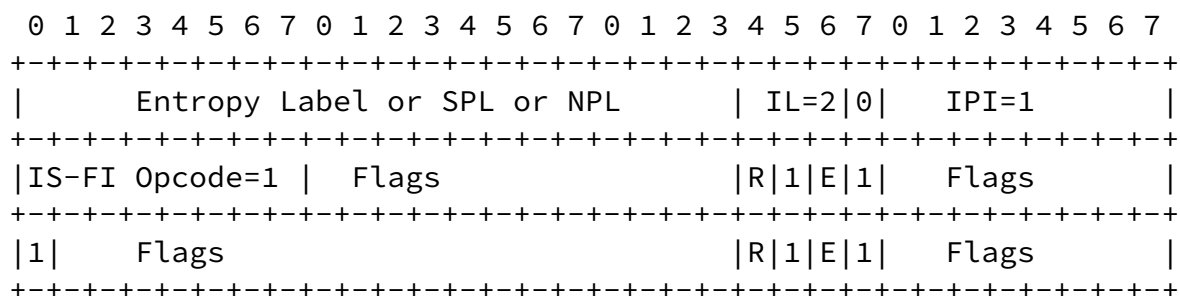 0 1 2 3 4 5 6 7 0 1 2 3 4 5 6 7 0 1 2 3 4 5 6 7 0 1 2 3 4 5 6 7
+-+-+-+-+-+-+-+-+-+-+-+-+-+-+-+-+-+-+-+-+-+-+-+-+-+-+-+-+-+-+-+-+
|      Entropy Label or SPL or NPL      | IL=2|0|   IPI=1       |
+-+-+-+-+-+-+-+-+-+-+-+-+-+-+-+-+-+-+-+-+-+-+-+-+-+-+-+-+-+-+-+-+
|IS-FI Opcode=1 |  Flags                |R|1|E|1|   Flags       |
+-+-+-+-+-+-+-+-+-+-+-+-+-+-+-+-+-+-+-+-+-+-+-+-+-+-+-+-+-+-+-+-+
|1|    Flags                            |R|1|E|1|   Flags       |
+-+-+-+-+-+-+-+-+-+-+-+-+-+-+-+-+-+-+-+-+-+-+-+-+-+-+-+-+-+-+-+-+